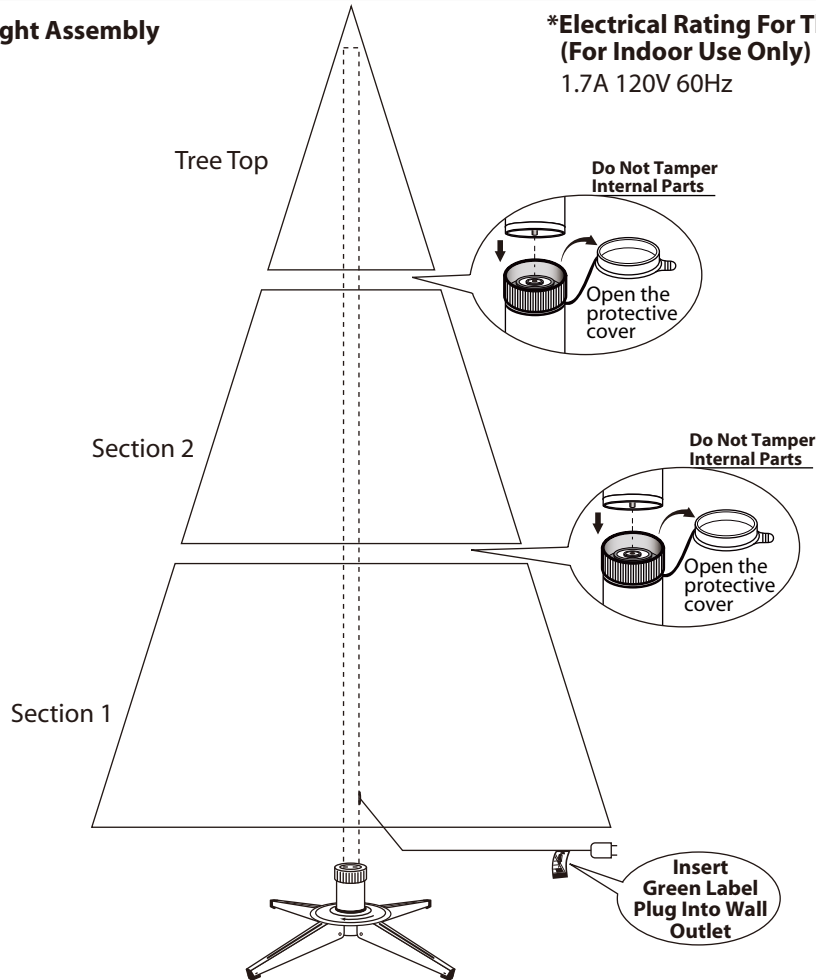 ght Assembly
*Electrical Rating For Th
(For Indoor Use Only)
1.7A 120V 60Hz
Tree Top
Do Not Tamper
Internal Parts
Open the
protective
cover
Section 2
Do Not Tamper
Internal Parts
Open the
protective
cover
Section 1
Insert
Green Label
Plug Into Wall
Outlet